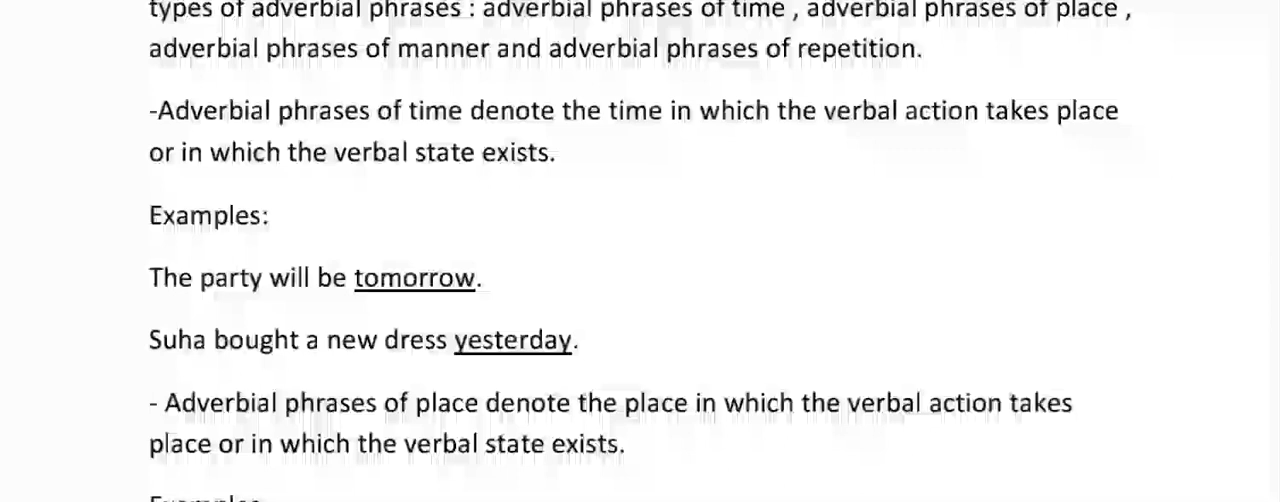 types of adverbial phrases : adverbial phrases of time , adverbial phrases of place ,
adverbial phrases of manner and adverbial phrases of repetition.
-Adverbial phrases of time denote the time in which the verbal action takes place
or in which the verbal state exists.
Examples:
The party will be tomorrow.
Suha bought a new dress yesterday.
- Adverbial phrases of place denote the place in which the verbal action takes
place or in which the verbal state exists.